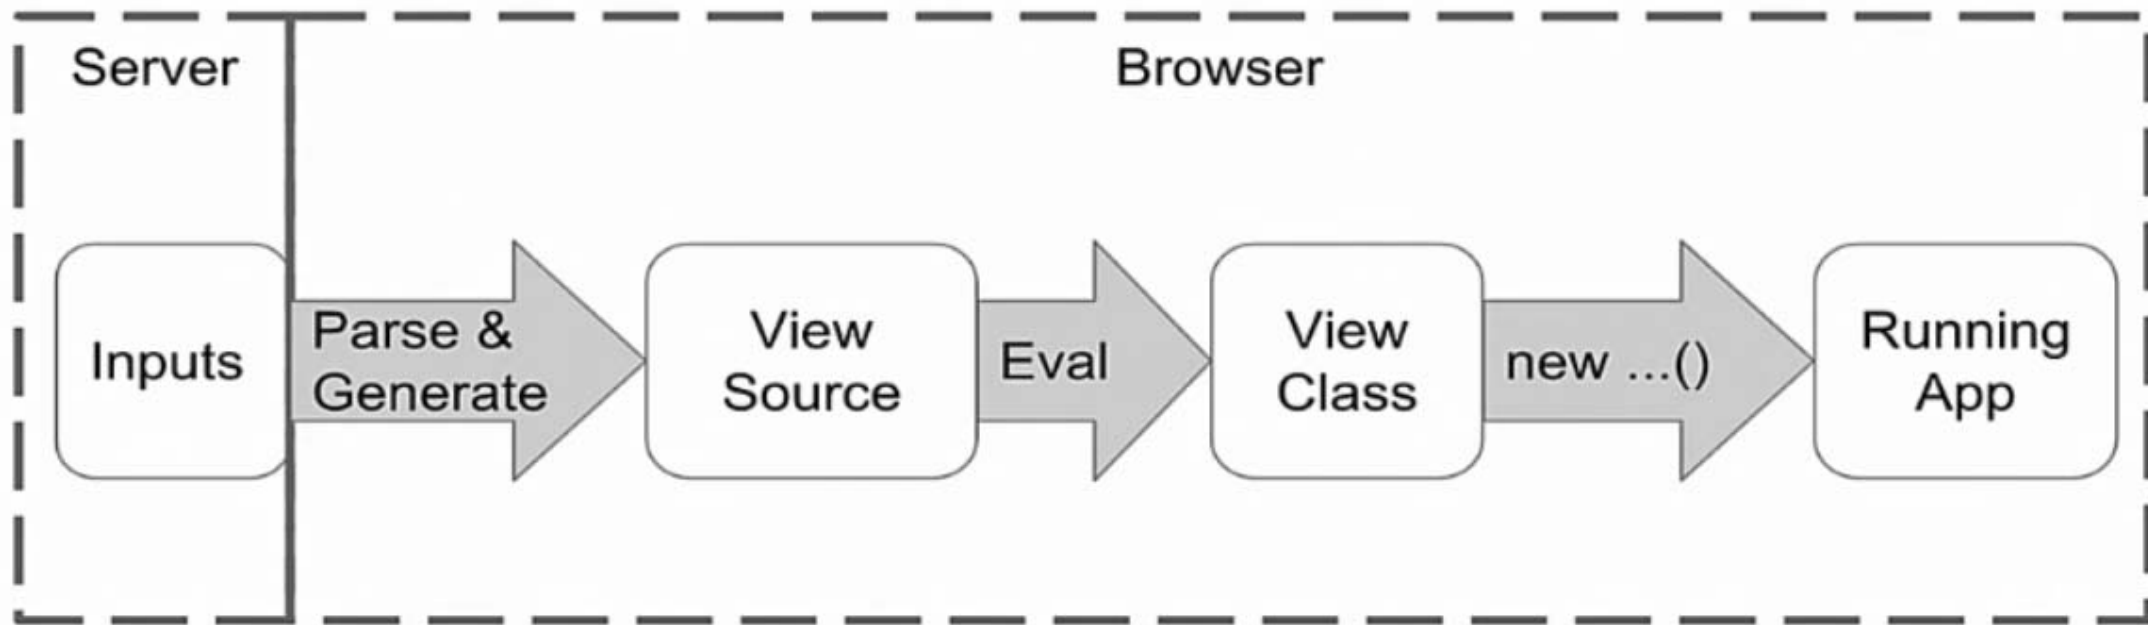 Server
Browser
Inputs
Parse &
Generate
View
Source
Eval
View
Class
new ...()
Running
App